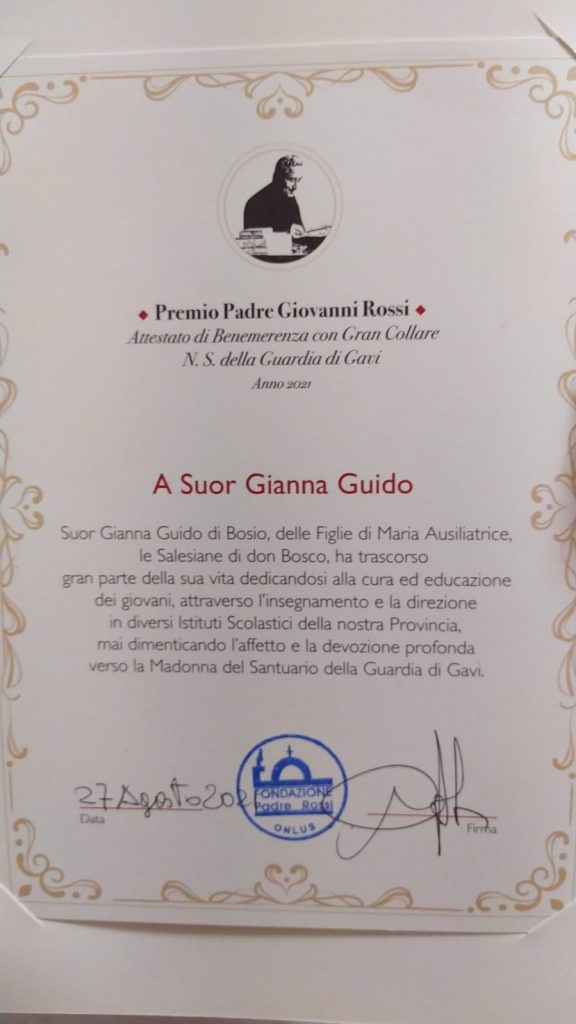 Premio Padre Giovanni Rossi
Attestato di Benemerenza con Gran Collare
N. S. della Guardia di Gavi
Anno 2021
A Suor Gianna Guido
Suor Gianna Guido di Bosio, delle Figlie di Maria Ausiliatrice,
le Salesiane di don Bosco, ha trascorso
gran parte della sua vita dedicandosi alla cura ed educazione
dei giovani, attraverso l'insegnamento e la direzione
in diversi Istituti Scolastici della nostra Provincia,
mai dimenticando l'affetto e la devozione profonda
verso la Madonna del Santuario della Guardia di Gavi.
27 Agosto 2021
Data
FONDAZIONE
Padre Rossi
ONLUS
Firma